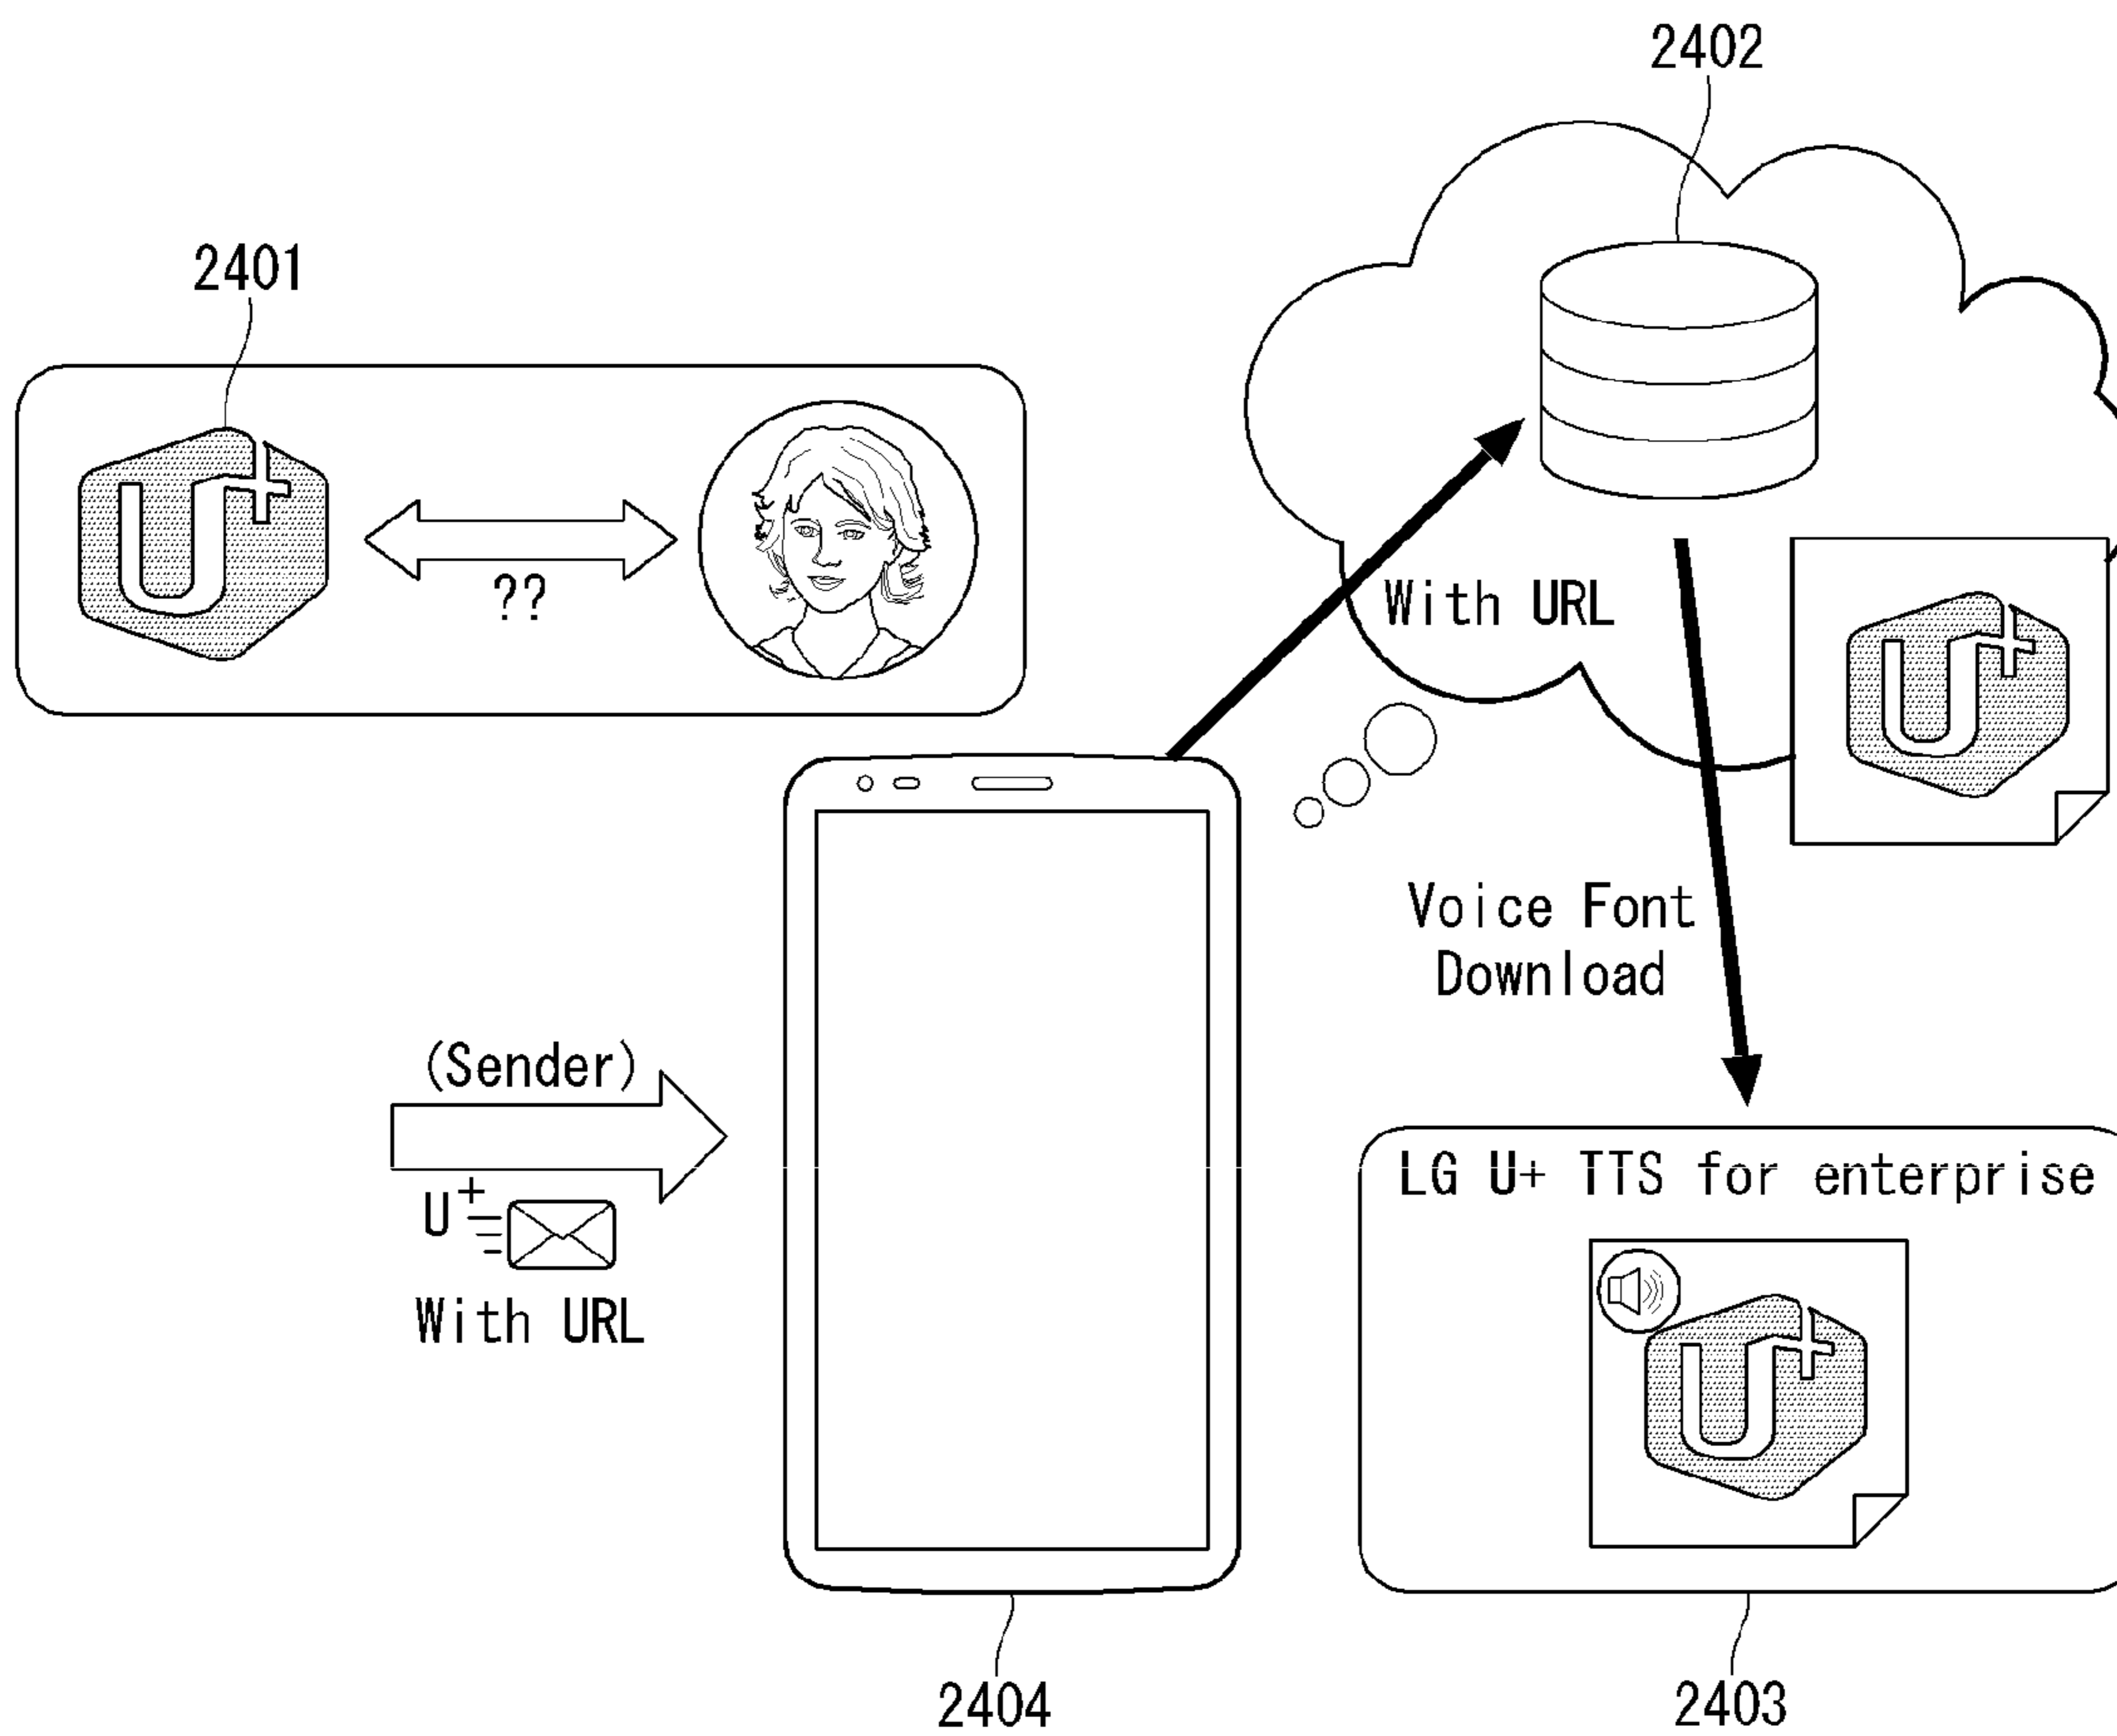 2402
2401
U+
??
With URL
U+
Voice Font
Download
(Sender)
U+
With URL
LG U+ TTS for enterprise
U+
2404
2403